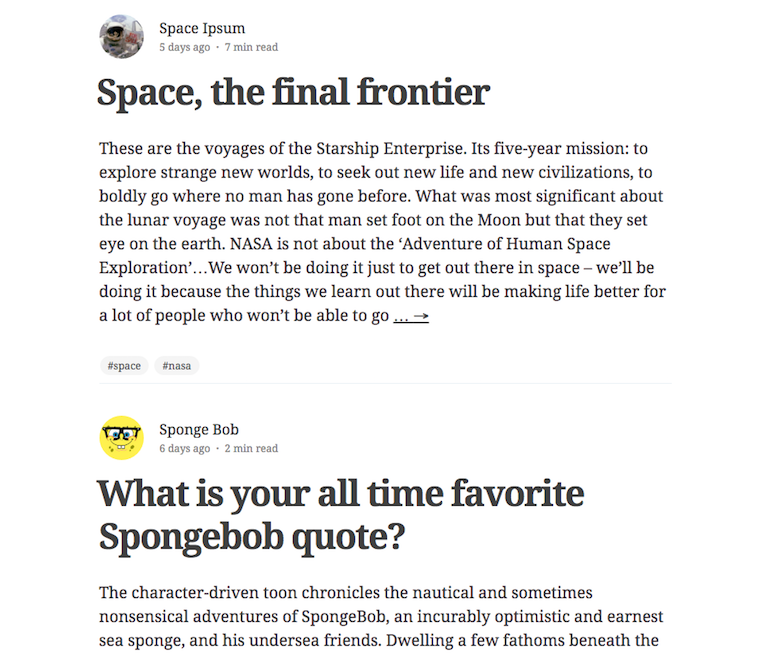 Space Ipsum
5 days ago · 7 min read
Space, the final frontier
These are the voyages of the Starship Enterprise. Its five-year mission: to
explore strange new worlds, to seek out new life and new civilizations, to
boldly go where no man has gone before. What was most significant about
the lunar voyage was not that man set foot on the Moon but that they set
eye on the earth. NASA is not about the ‘Adventure of Human Space
Exploration’…We won’t be doing it just to get out there in space – we’ll be
doing it because the things we learn out there will be making life better for
a lot of people who won’t be able to go ... →
#space #nasa
Sponge Bob
6 days ago · 2 min read
What is your all time favorite
Spongebob quote?
The character-driven toon chronicles the nautical and sometimes
nonsensical adventures of SpongeBob, an incurably optimistic and earnest
sea sponge, and his undersea friends. Dwelling a few fathoms beneath the